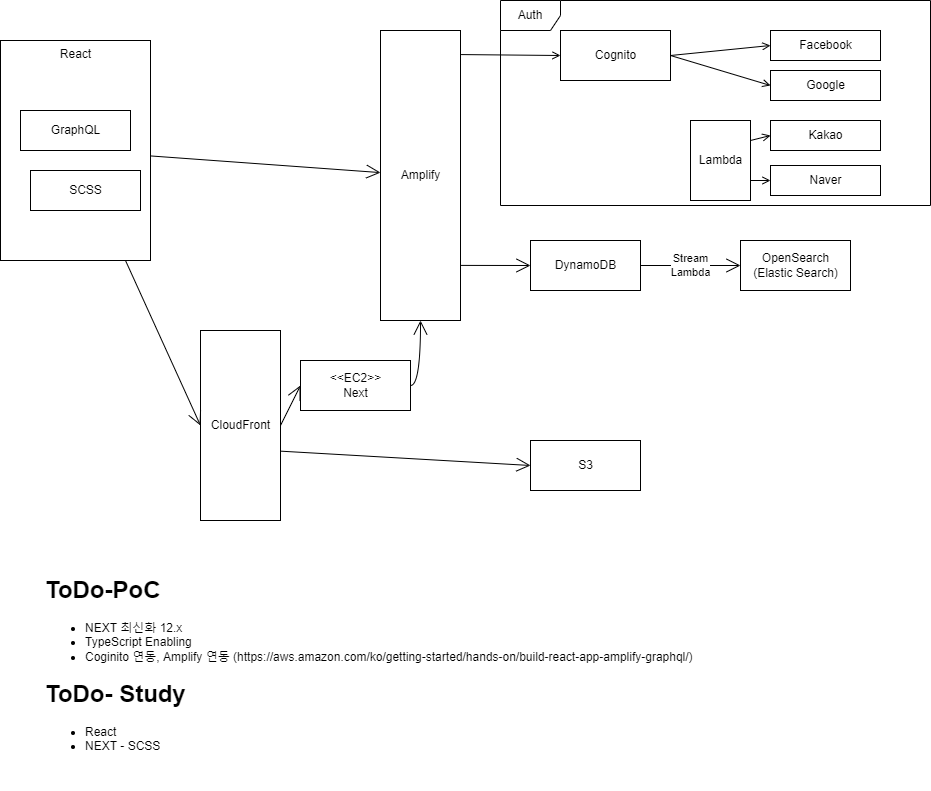 Auth
React
GraphQL
SCSS
Amplify
Cognito
Facebook
Google
Lambda
Kakao
Naver
DynamoDB
Stream
Lambda
OpenSearch
(Elastic Search)
CloudFront
<<EC2>>
Next
S3
ToDo-PoC
NEXT 최신화 12.x
TypeScript Enabling
Coginito 연동, Amplify 연동 (https://aws.amazon.com/ko/getting-started/hands-on/build-react-app-amplify-graphql/)
ToDo- Study
React
NEXT - SCSS